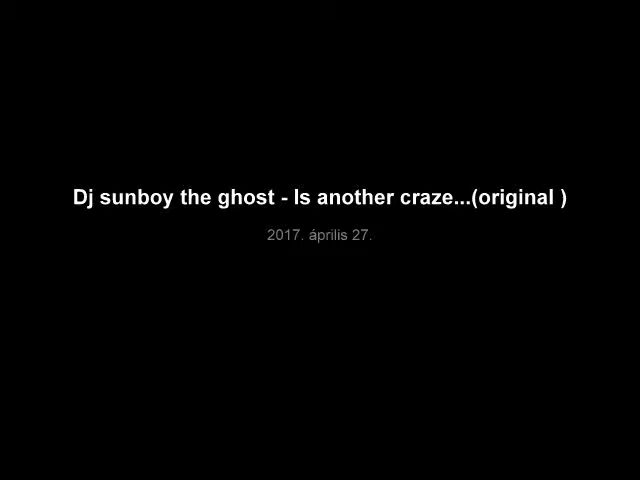 Dj sunboy the ghost - Is another craze...(original )
2017. április 27.